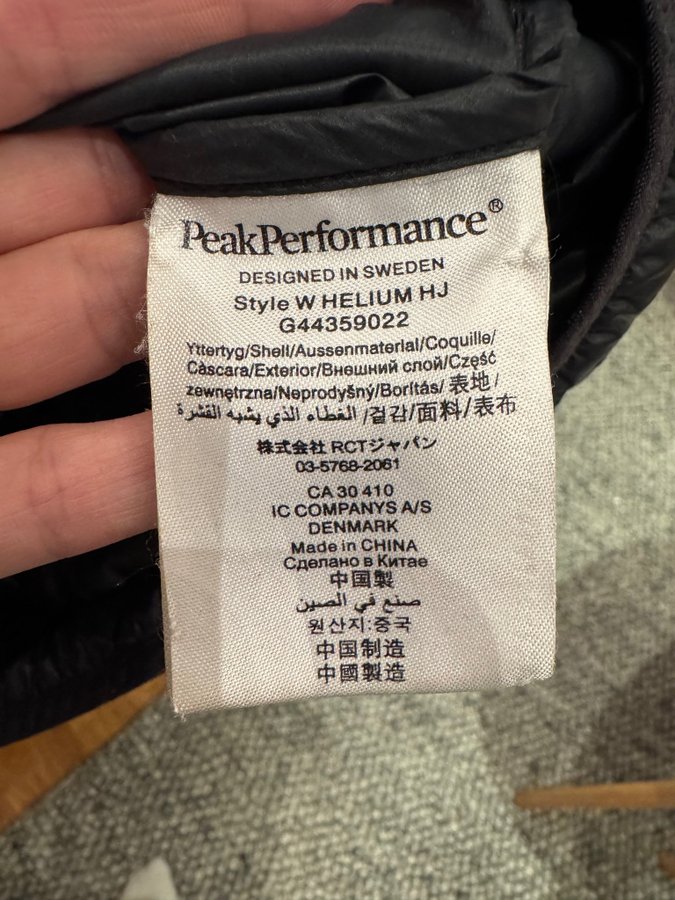 PeakPerformance®
DESIGNED IN SWEDEN
Style W HELIUM HJ
G44359022
Yttertyg/Shell/Aussenmaterial/Coquille/
Cáscara/Exterior/Внешний слой/Część
zewnętrzna/Neprodyšný/Borítás/表地/
الغطاء الذي يشبه القشرة/겉감/面料/表布
株式会社 RCTジャパン
03-5768-2061
CA 30 410
IC COMPANYS A/S
DENMARK
Made in CHINA
Сделано в Китае
中国製
صنع في الصين
원산지:중국
中国制造
中國製造